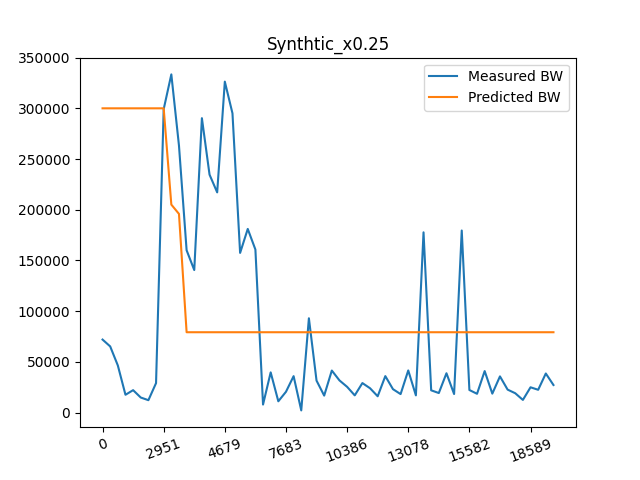 Synthtic_x0.25
350000
300000
250000
200000
150000
100000
50000
0
Measured BW
Predicted BW
0 2951 4679 7683 10386 13078 15582 18589